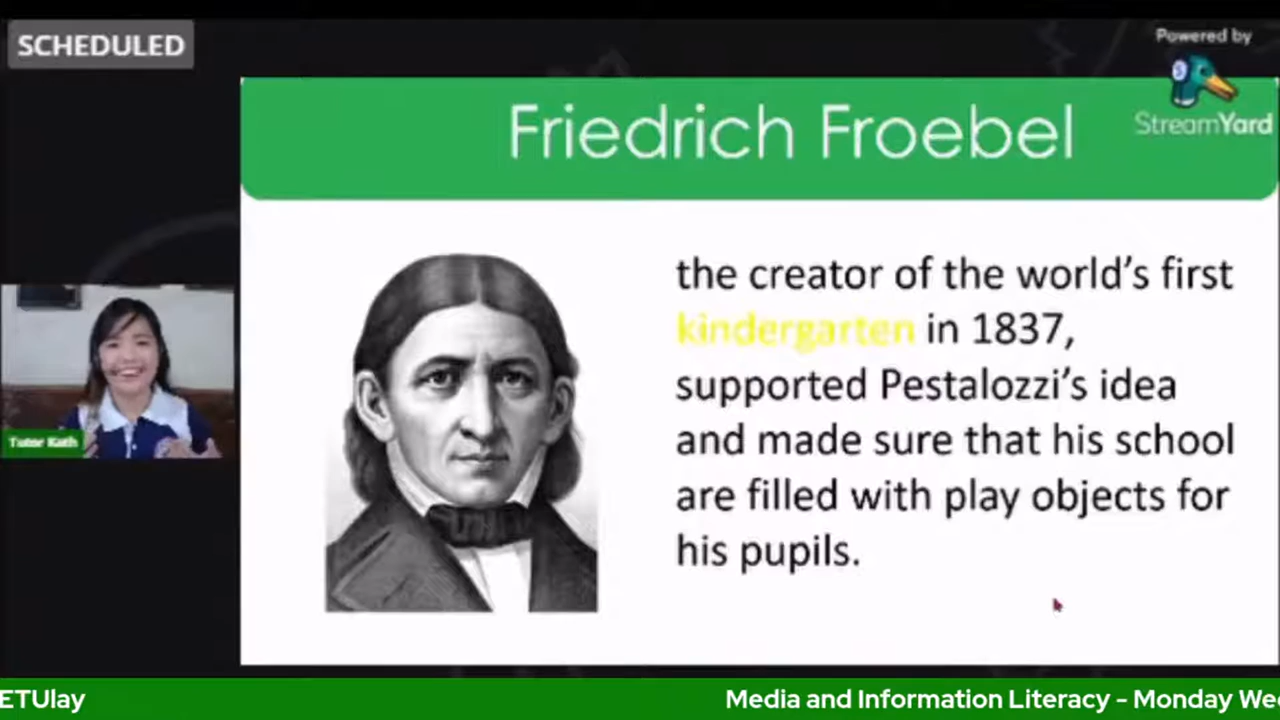 SCHEDULED
Powered by
StreamYard
Friedrich Froebel
the creator of the world's first
kindergarten in 1837,
supported Pestalozzi's idea
and made sure that his school
are filled with play objects for
his pupils.
Tutor Kath
ETUlay
Media and Information Literacy - Monday We